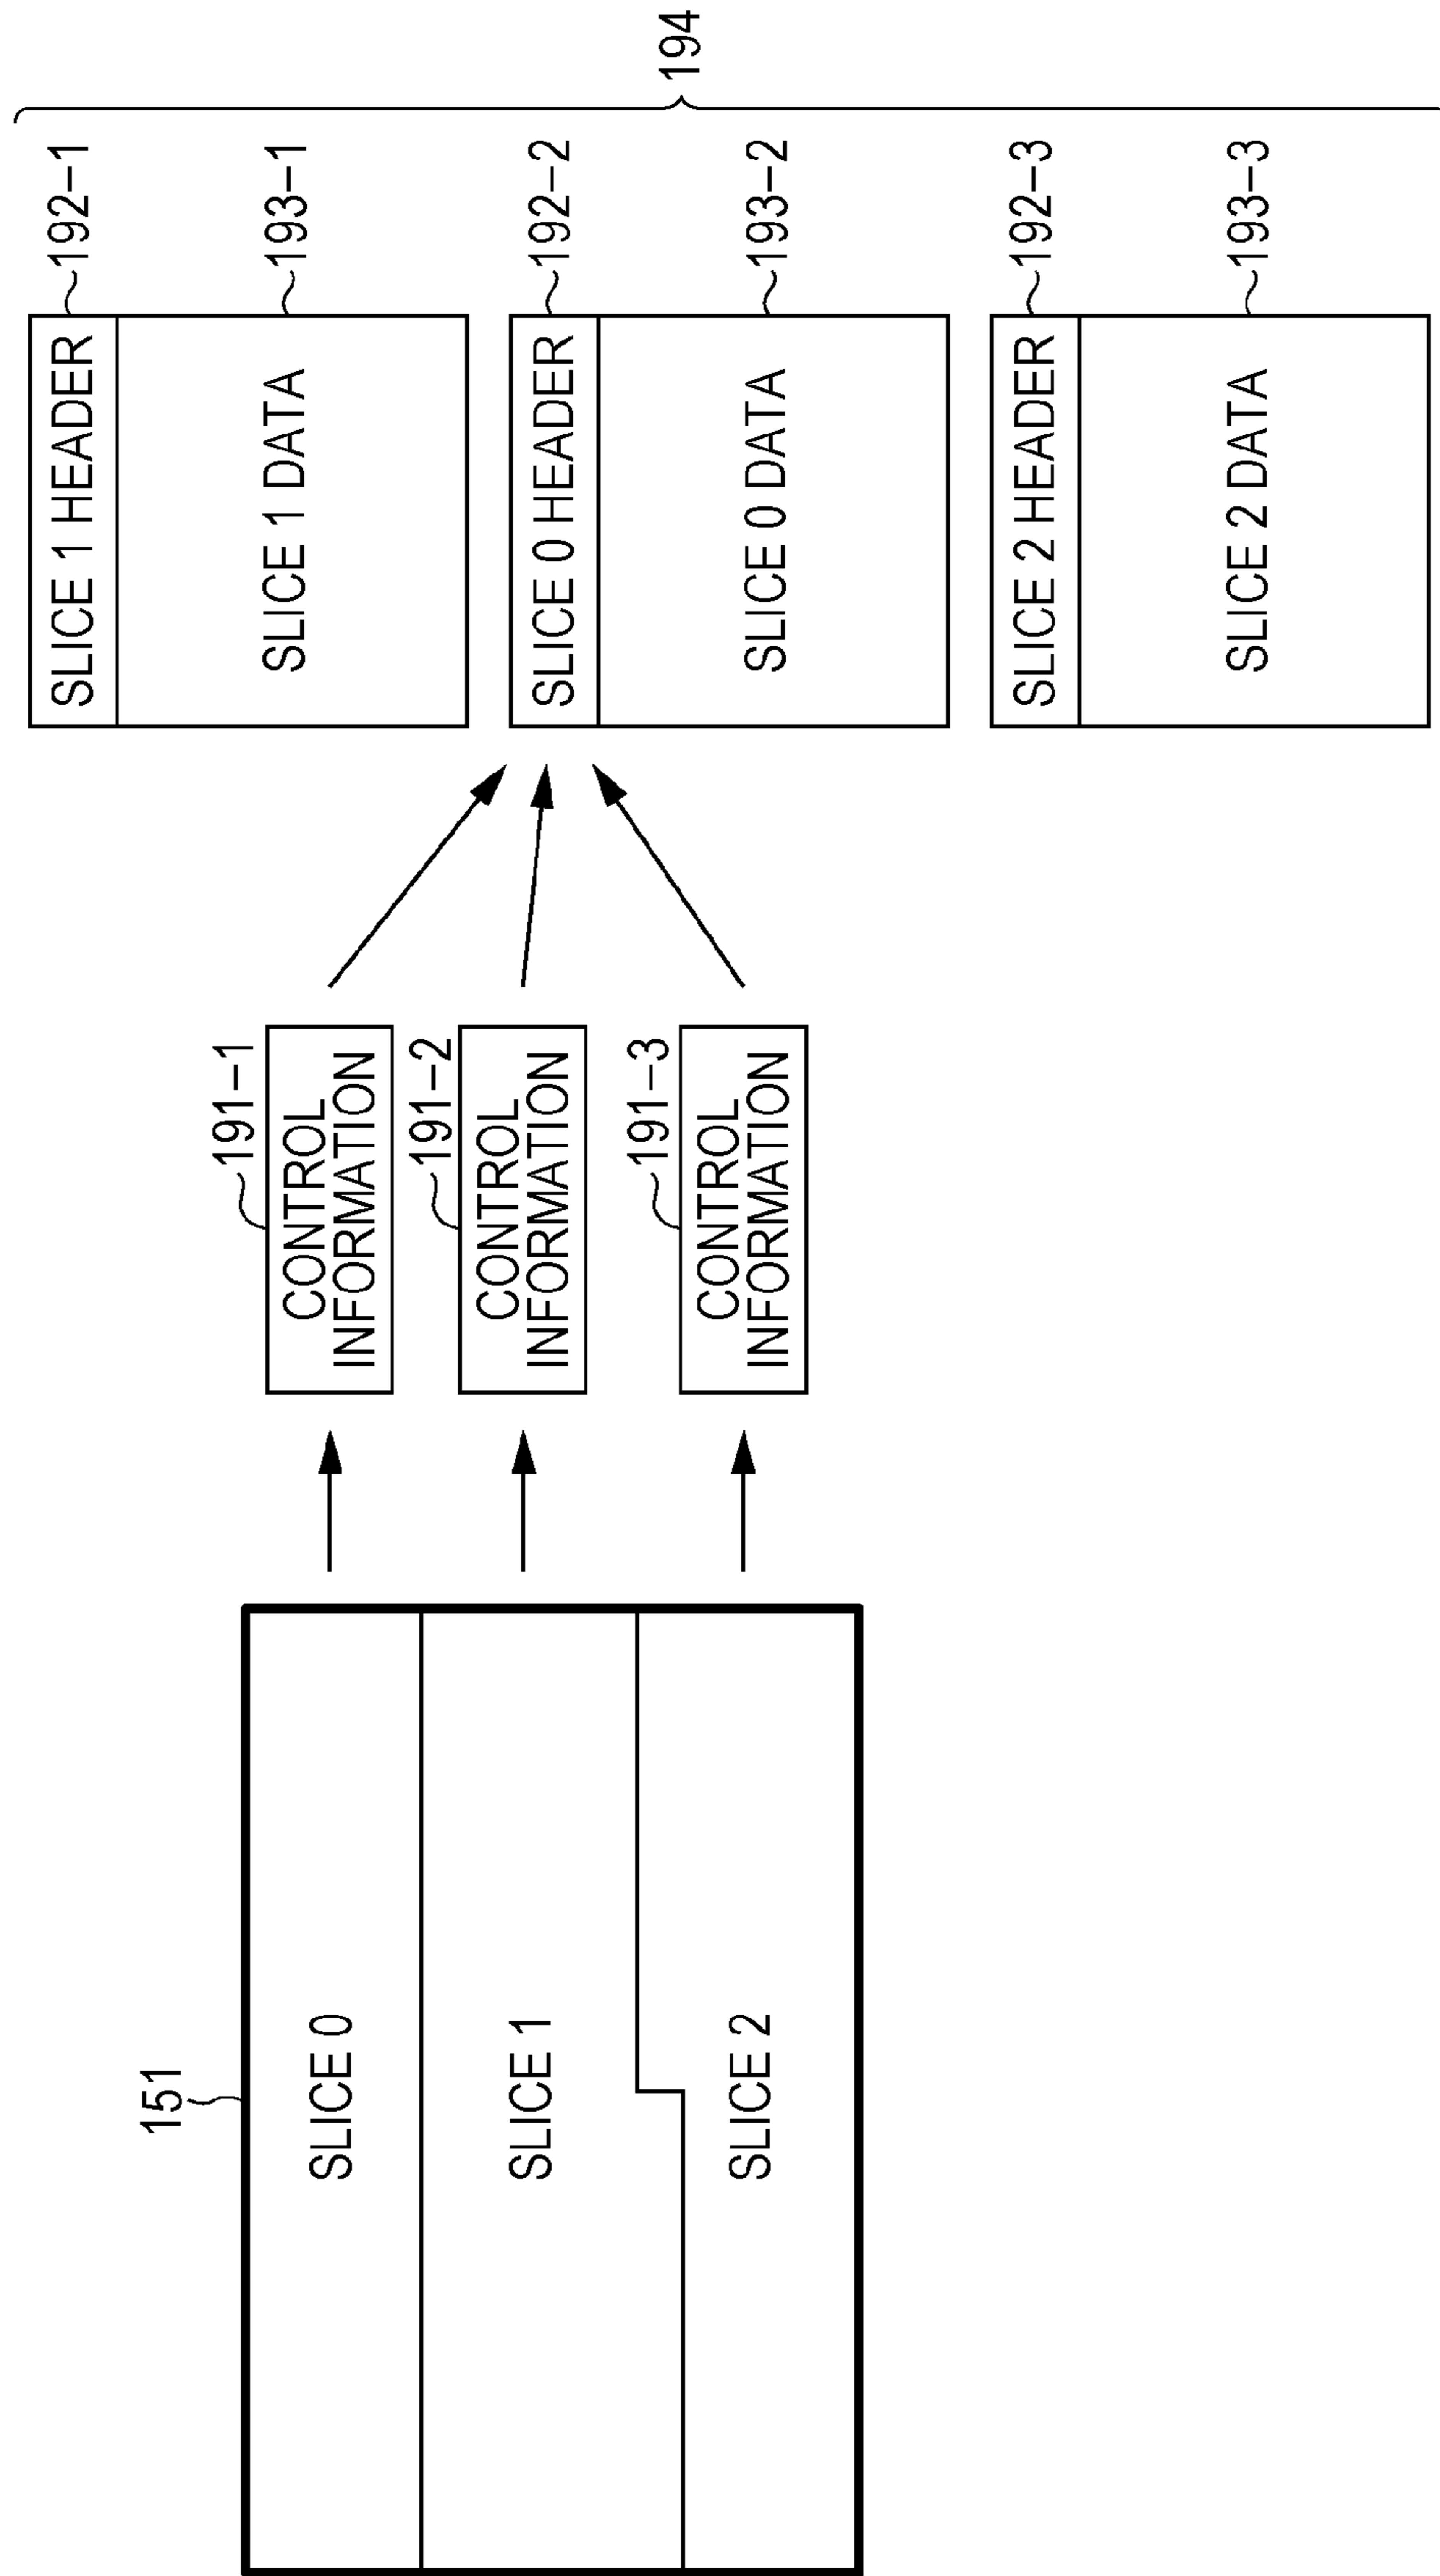 151
SLICE 0
SLICE 1
SLICE 2
191–1
CONTROL
INFORMATION
191–2
CONTROL
INFORMATION
191–3
CONTROL
INFORMATION
SLICE 1 HEADER
192–1
SLICE 1 DATA
193–1
SLICE 0 HEADER
192–2
SLICE 0 DATA
193–2
SLICE 2 HEADER
192–3
SLICE 2 DATA
193–3
194